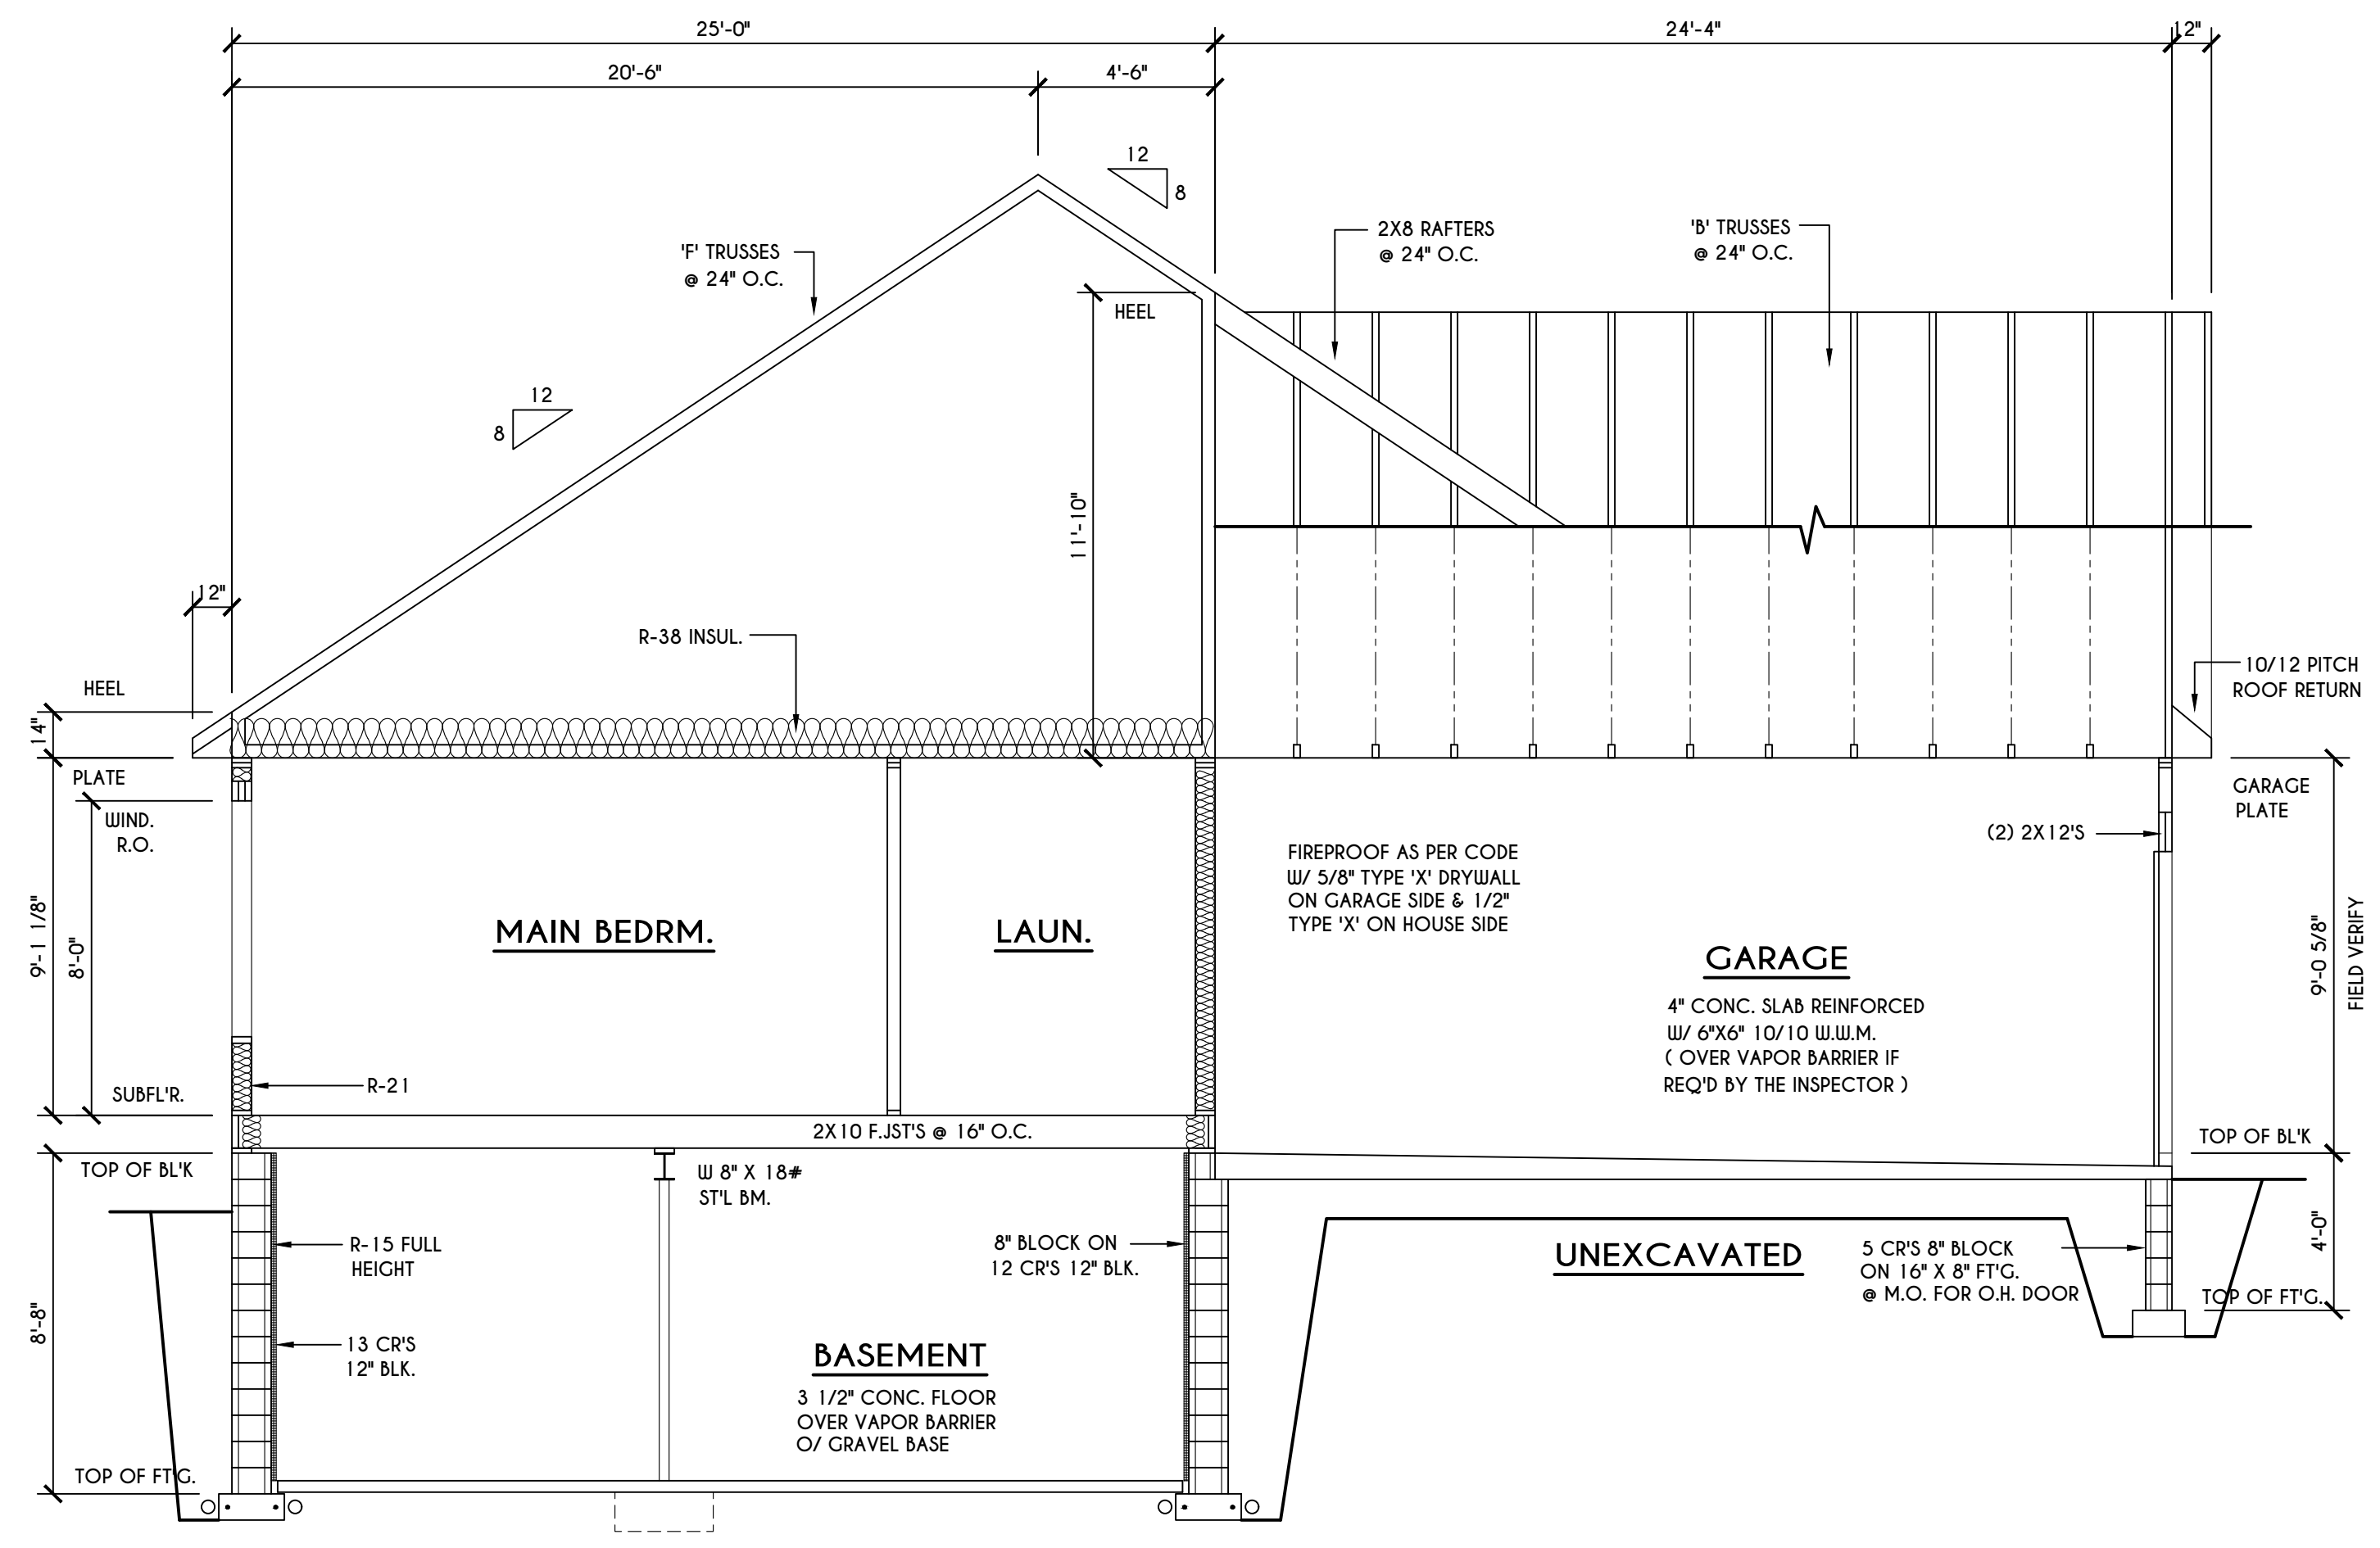 25'-0"
24'-4"
12"
20'-6"
4'-6"
12
8
'F' TRUSSES
@ 24" O.C.
2X8 RAFTERS
@ 24" O.C.
'B' TRUSSES
@ 24" O.C.
HEEL
12
8
11'-10"
12"
R-38 INSUL.
10/12 PITCH
ROOF RETURN
HEEL
14"
PLATE
WIND.
R.O.
GARAGE
PLATE
(2) 2X12'S
FIREPROOF AS PER CODE
W/ 5/8" TYPE 'X' DRYWALL
ON GARAGE SIDE & 1/2"
TYPE 'X' ON HOUSE SIDE
9'-1 1/8"
8'-0"
MAIN BEDRM.
LAUN.
GARAGE
4" CONC. SLAB REINFORCED
W/ 6"X6" 10/10 W.W.M.
( OVER VAPOR BARRIER IF
REQ'D BY THE INSPECTOR )
9'-0 5/8"
FIELD VERIFY
SUBFL'R.
R-21
2X10 F.JST'S @ 16" O.C.
TOP OF BL'K
TOP OF BL'K
W 8" X 18#
ST'L BM.
R-15 FULL
HEIGHT
8" BLOCK ON
12 CR'S 12" BLK.
UNEXCAVATED
5 CR'S 8" BLOCK
ON 16" X 8" FT'G.
@ M.O. FOR O.H. DOOR
4'-0"
TOP OF FT'G.
8'-8"
13 CR'S
12" BLK.
BASEMENT
3 1/2" CONC. FLOOR
OVER VAPOR BARRIER
O/ GRAVEL BASE
TOP OF FT'G.